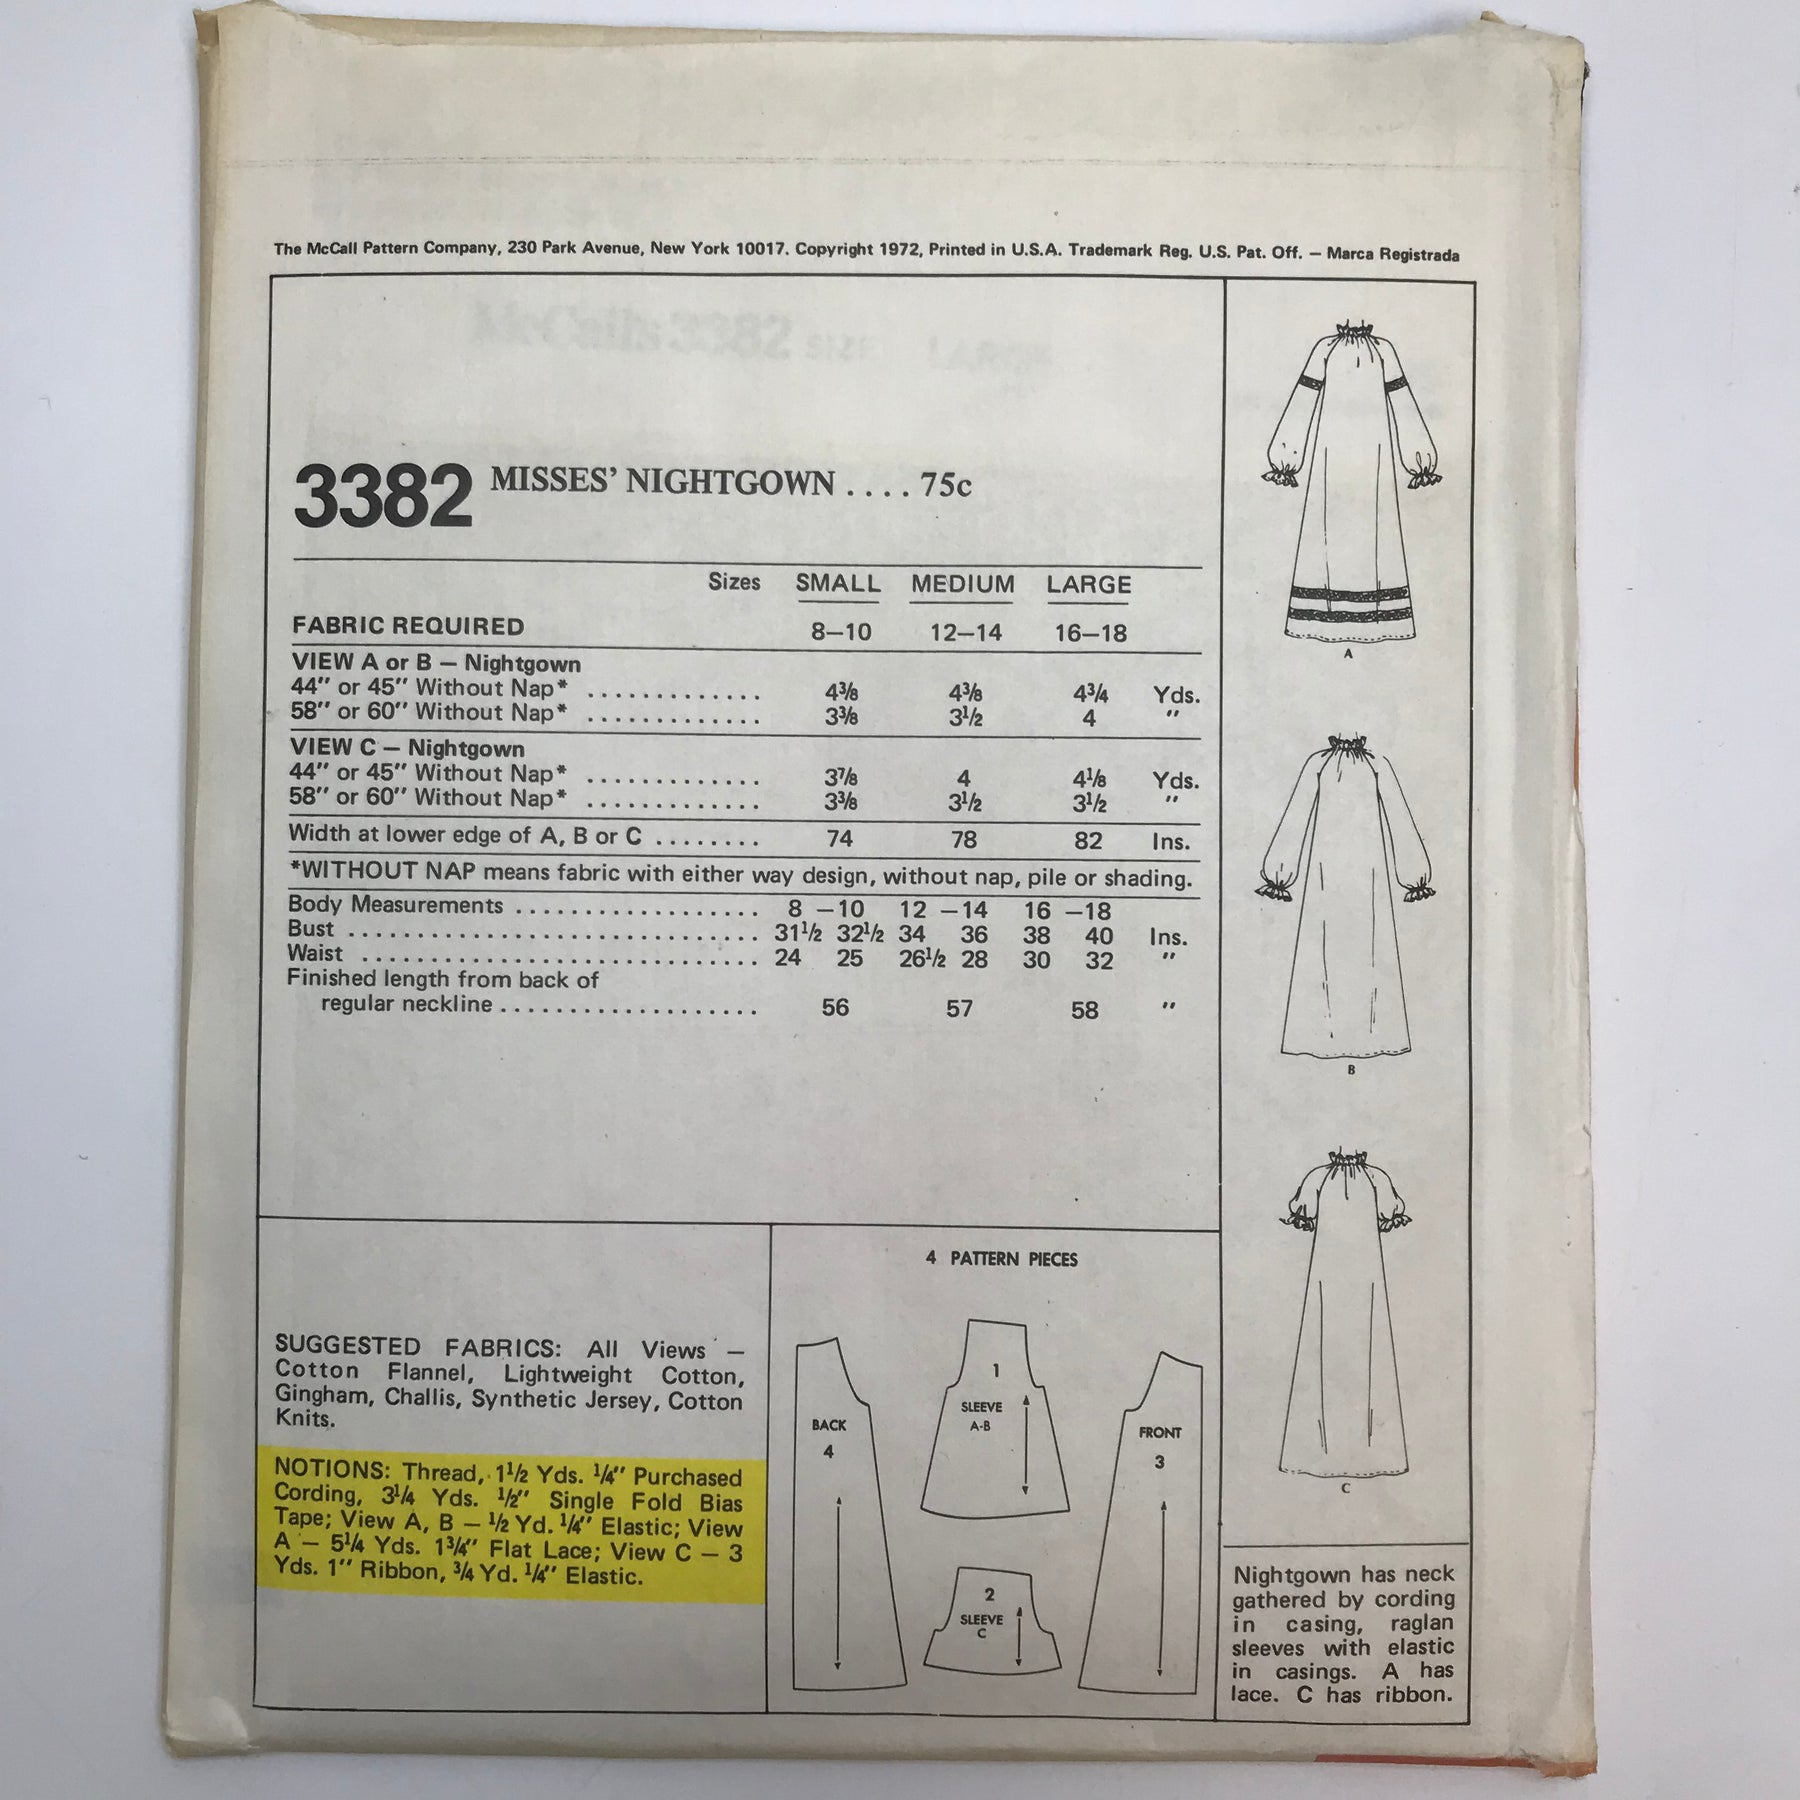 The McCall Pattern Company, 230 Park Avenue, New York 10017. Copyright 1972, Printed in U.S.A. Trademark Reg. U.S. Pat. Off. — Marca Registrada
3382 MISSES' NIGHTGOWN . . . . 75c
Sizes SMALL MEDIUM LARGE
FABRIC REQUIRED 8–10 12–14 16–18
VIEW A or B — Nightgown
44" or 45" Without Nap* . . . . . . . . . . . . . 4⅜ 4⅜ 4¾ Yds.
58" or 60" Without Nap* . . . . . . . . . . . . . 3⅜ 3½ 4 "
VIEW C — Nightgown
44" or 45" Without Nap* . . . . . . . . . . . . . 3⅞ 4 4⅛ Yds.
58" or 60" Without Nap* . . . . . . . . . . . . . 3⅜ 3½ 3½ "
Width at lower edge of A, B or C . . . . . . . . 74 78 82 Ins.
*WITHOUT NAP means fabric with either way design, without nap, pile or shading.
Body Measurements . . . . . . . . . . . . . . . . . . 8 –10 12 –14 16 –18
Bust . . . . . . . . . . . . . . . . . . . . . . . . . . . . . . 31½ 32½ 34 36 38 40 Ins.
Waist . . . . . . . . . . . . . . . . . . . . . . . . . . . . . 24 25 26½ 28 30 32 "
Finished length from back of
regular neckline . . . . . . . . . . . . . . . . . . . 56 57 58 "
A
B
C
SUGGESTED FABRICS: All Views —
Cotton Flannel, Lightweight Cotton,
Gingham, Challis, Synthetic Jersey, Cotton
Knits.
NOTIONS: Thread, 1½ Yds. ¼" Purchased
Cording, 3¼ Yds. ½" Single Fold Bias
Tape; View A, B — ½ Yd. ¼" Elastic; View
A — 5¼ Yds. 1¾" Flat Lace; View C — 3
Yds. 1" Ribbon, ¾ Yd. ¼" Elastic.
4 PATTERN PIECES
BACK
4
1
SLEEVE
A-B
2
SLEEVE
C
FRONT
3
Nightgown has neck
gathered by cording
in casing, raglan
sleeves with elastic
in casings. A has
lace. C has ribbon.